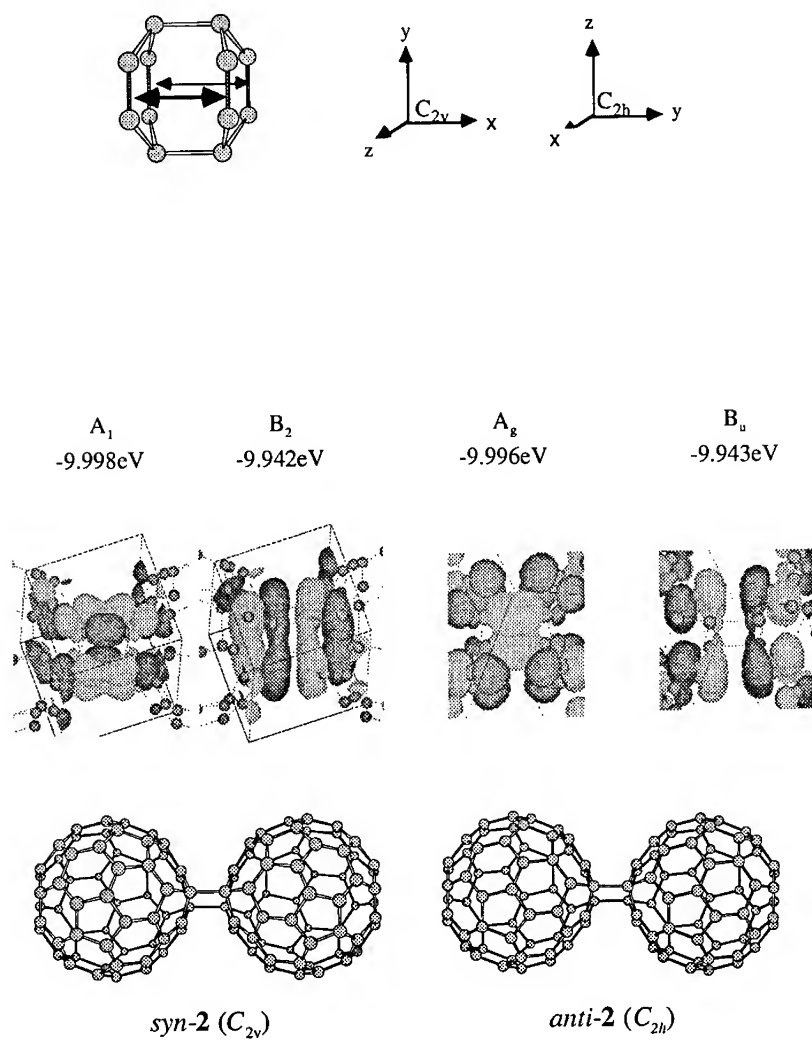 y
C2v
x
z
z
C2h
y
x
A1
-9.998eV
B2
-9.942eV
Ag
-9.996eV
Bu
-9.943eV
syn-2 (C2v)
anti-2 (C2h)